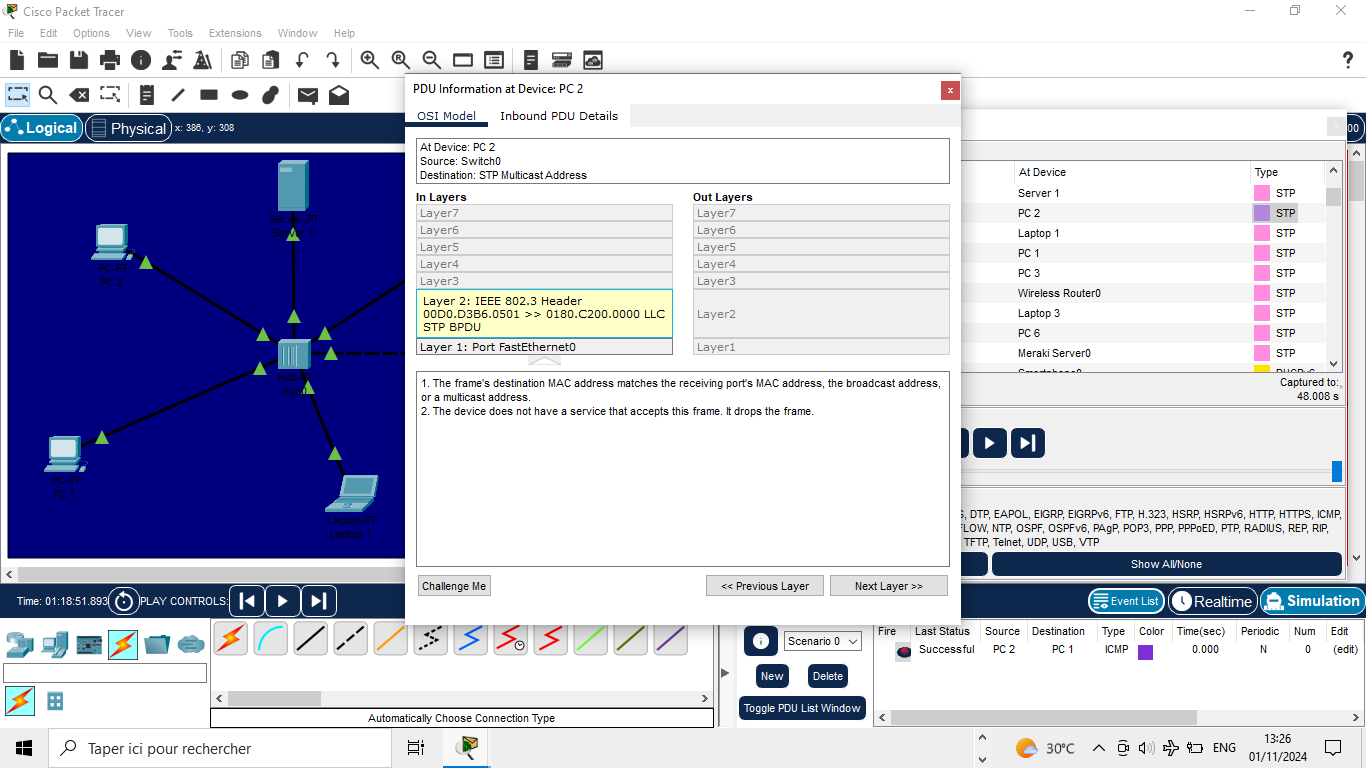 Cisco Packet Tracer
File Edit Options View Tools Extensions Window Help
PDU Information at Device: PC 2
x
OSI Model Inbound PDU Details
Logical Physical x: 386, y: 308
00
At Device: PC 2
Source: Switch0
Destination: STP Multicast Address
In Layers Out Layers
Layer7 Layer7
Layer6 Layer6
Layer5 Layer5
Layer4 Layer4
Layer3 Layer3
Layer 2: IEEE 802.3 Header
00D0.D3B6.0501 >> 0180.C200.0000 LLC
STP BPDU
Layer2
Layer 1: Port FastEthernet0 Layer1
1. The frame's destination MAC address matches the receiving port's MAC address, the broadcast address,
or a multicast address.
2. The device does not have a service that accepts this frame. It drops the frame.
Challenge Me << Previous Layer Next Layer >>
At Device Type
Server 1 STP
PC 2 STP
Laptop 1 STP
PC 1 STP
PC 3 STP
Wireless Router0 STP
Laptop 3 STP
PC 6 STP
Meraki Server0 STP
Smartphone0 DHCPv6
Captured to:
48.008 s
S, DTP, EAPOL, EIGRP, EIGRPv6, FTP, H.323, HSRP, HSRPv6, HTTP, HTTPS, ICMP,
FLOW, NTP, OSPF, OSPFv6, PAgP, POP3, PPP, PPPoED, PTP, RADIUS, REP, RIP,
TFTP, Telnet, UDP, USB, VTP
Show All/None
Server 1
PC-PT
PC 2
Hub-PT
Hub0
PC-PT
PC 1
Laptop-PT
Laptop 1
Time: 01:18:51.893 PLAY CONTROLS:
Event List Realtime Simulation
Automatically Choose Connection Type
Scenario 0
New Delete
Toggle PDU List Window
Fire Last Status Source Destination Type Color Time(sec) Periodic Num Edit
Successful PC 2 PC 1 ICMP 0.000 N 0 (edit)
Taper ici pour rechercher
30°C ENG
13:26
01/11/2024